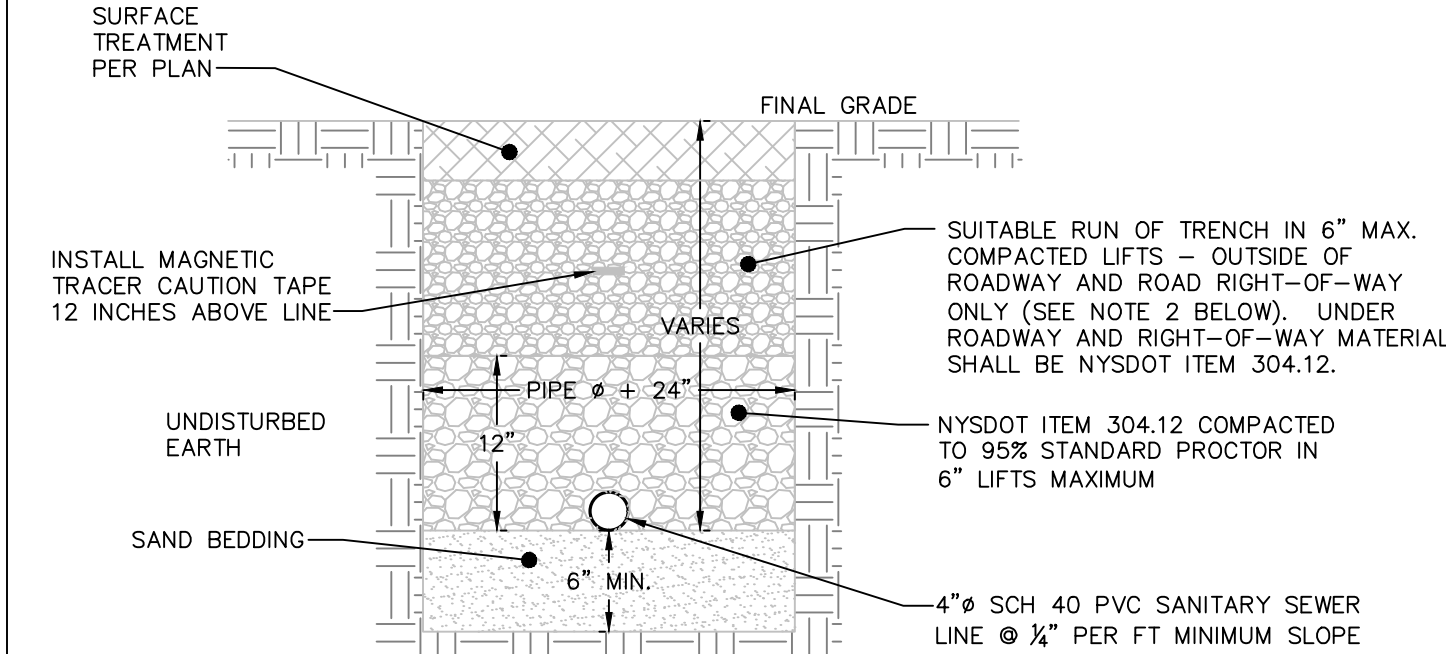 SURFACE
TREATMENT
PER PLAN
FINAL GRADE
INSTALL MAGNETIC
TRACER CAUTION TAPE
12 INCHES ABOVE LINE
SUITABLE RUN OF TRENCH IN 6" MAX.
COMPACTED LIFTS – OUTSIDE OF
ROADWAY AND ROAD RIGHT–OF–WAY
ONLY (SEE NOTE 2 BELOW). UNDER
ROADWAY AND RIGHT–OF–WAY MATERIAL
SHALL BE NYSDOT ITEM 304.12.
VARIES
PIPE ø + 24"
12"
UNDISTURBED
EARTH
NYSDOT ITEM 304.12 COMPACTED
TO 95% STANDARD PROCTOR IN
6" LIFTS MAXIMUM
SAND BEDDING
6" MIN.
4"ø SCH 40 PVC SANITARY SEWER
LINE @ ¼" PER FT MINIMUM SLOPE